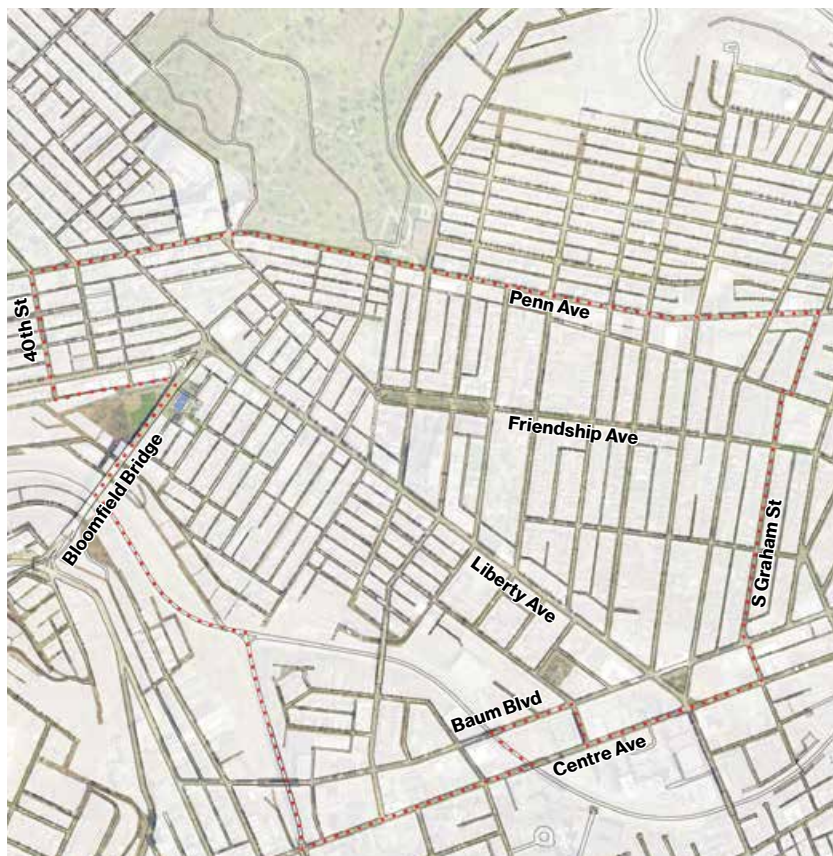 Penn Ave
40th St
Friendship Ave
Bloomfield Bridge
S Graham St
Liberty Ave
Baum Blvd
Centre Ave